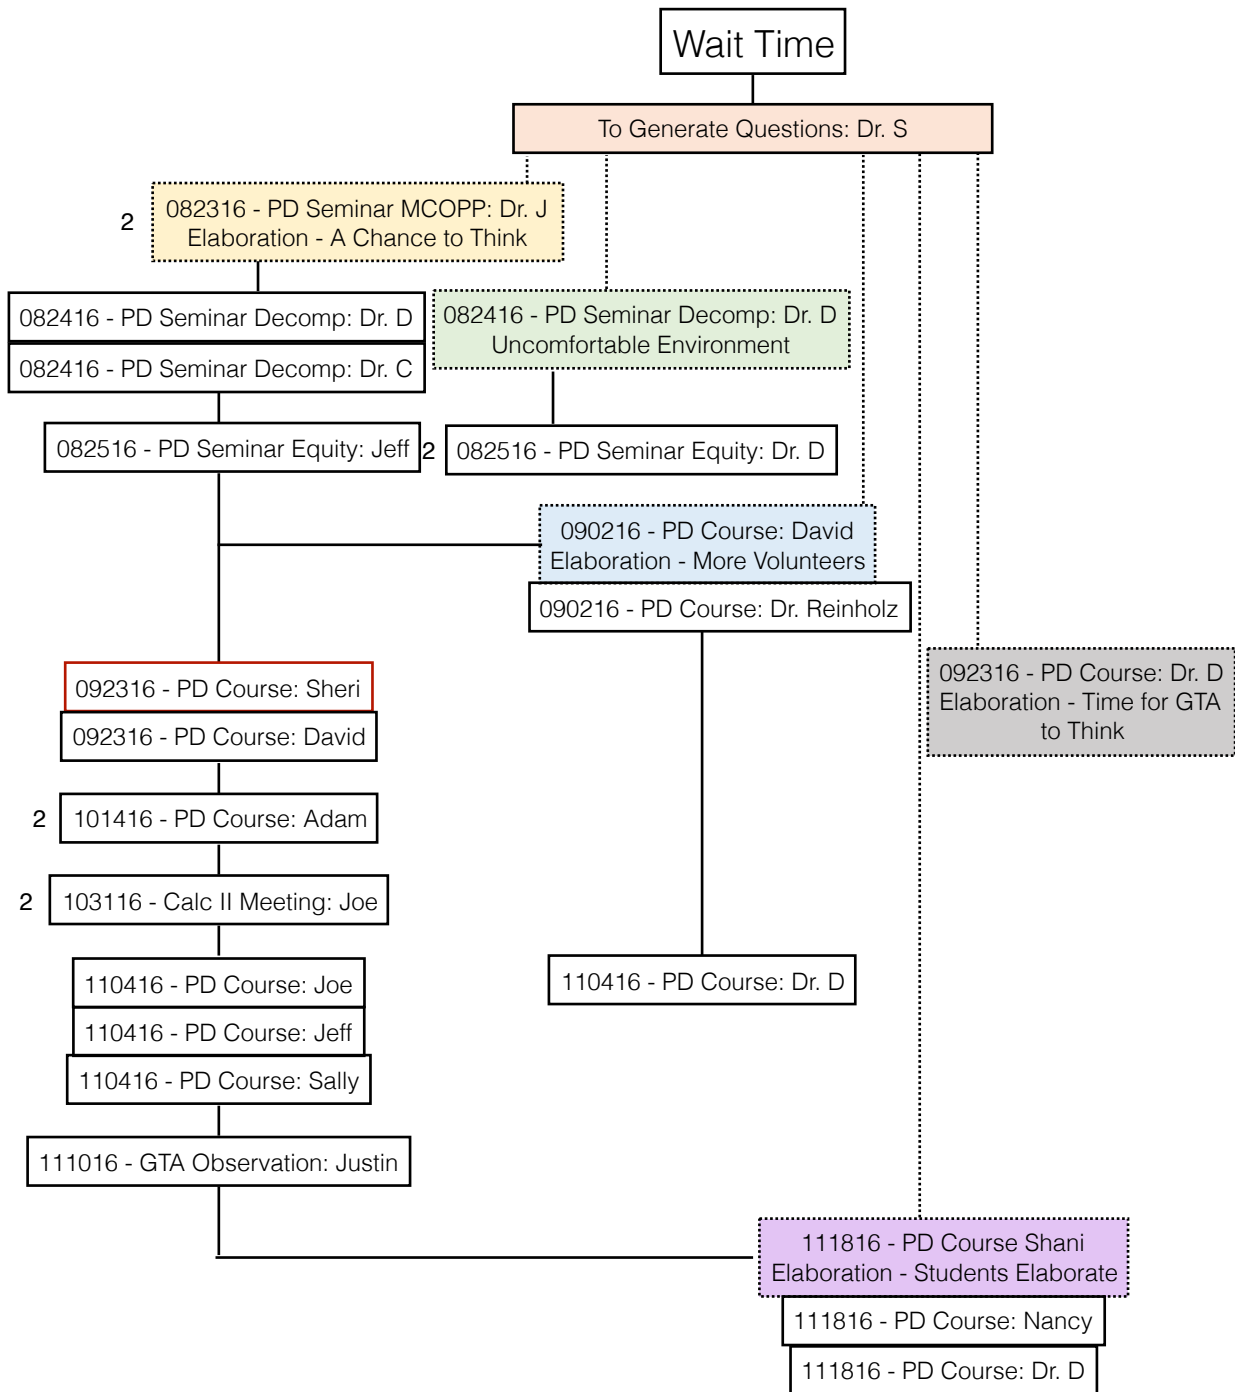 Wait Time
To Generate Questions: Dr. S
2
082316 - PD Seminar MCOPP: Dr. J
Elaboration - A Chance to Think
082416 - PD Seminar Decomp: Dr. D
082416 - PD Seminar Decomp: Dr. C
082416 - PD Seminar Decomp: Dr. D
Uncomfortable Environment
082516 - PD Seminar Equity: Jeff
2
082516 - PD Seminar Equity: Dr. D
090216 - PD Course: David
Elaboration - More Volunteers
090216 - PD Course: Dr. Reinholz
092316 - PD Course: Sheri
092316 - PD Course: David
092316 - PD Course: Dr. D
Elaboration - Time for GTA
to Think
2
101416 - PD Course: Adam
2
103116 - Calc II Meeting: Joe
110416 - PD Course: Joe
110416 - PD Course: Jeff
110416 - PD Course: Sally
110416 - PD Course: Dr. D
111016 - GTA Observation: Justin
111816 - PD Course Shani
Elaboration - Students Elaborate
111816 - PD Course: Nancy
111816 - PD Course: Dr. D